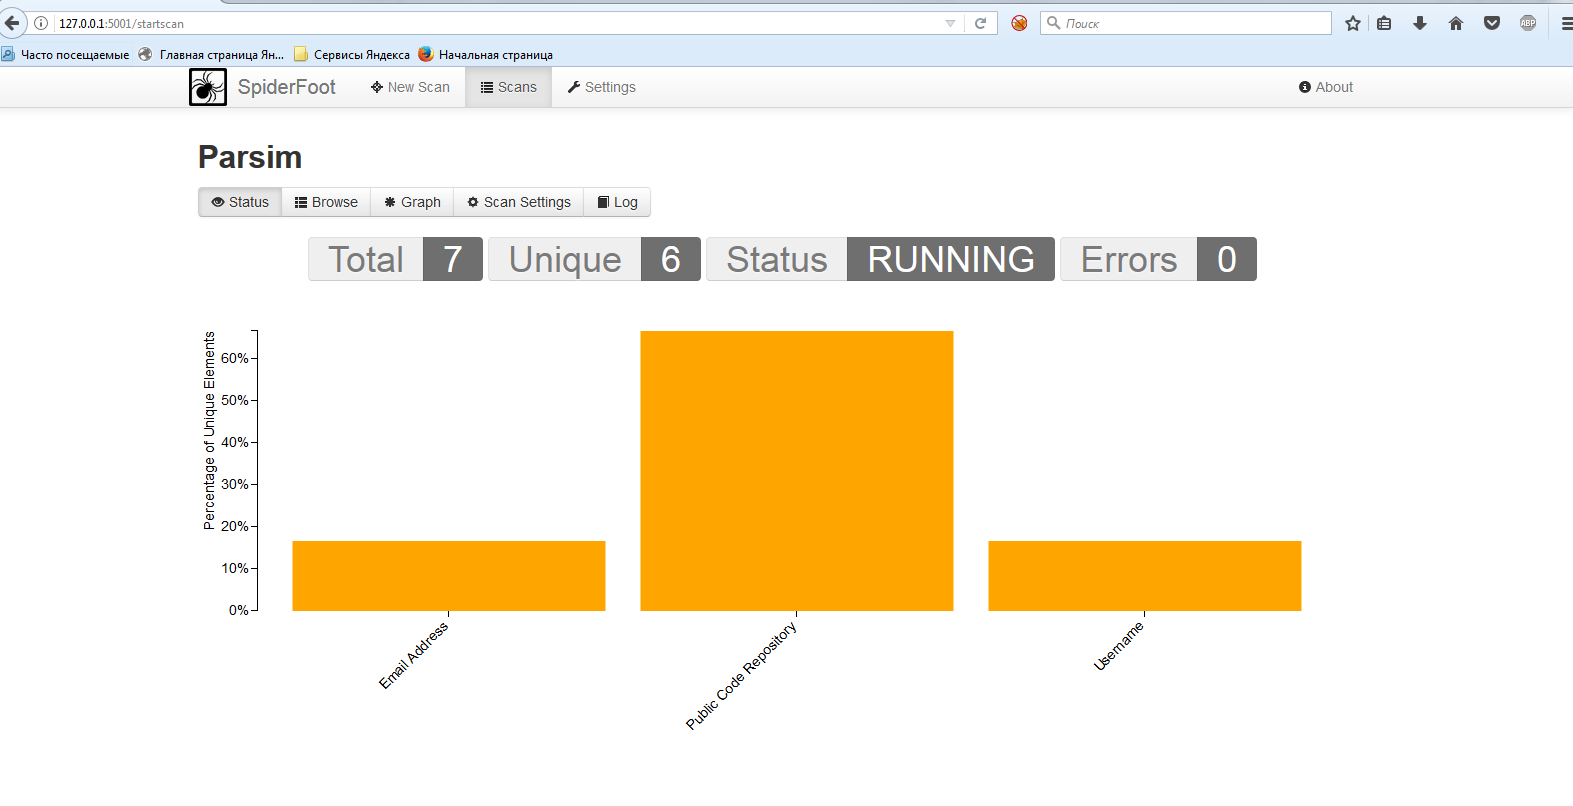 127.0.0.1:5001/startscan
Поиск
ABP
Часто посещаемые Главная страница Ян... Сервисы Яндекса Начальная страница
SpiderFoot New Scan Scans Settings About
Parsim
Status Browse Graph Scan Settings Log
Total 7 Unique 6 Status RUNNING Errors 0
Percentage of Unique Elements
60%
50%
40%
30%
20%
10%
0%
Email Address
Public Code Repository
Username